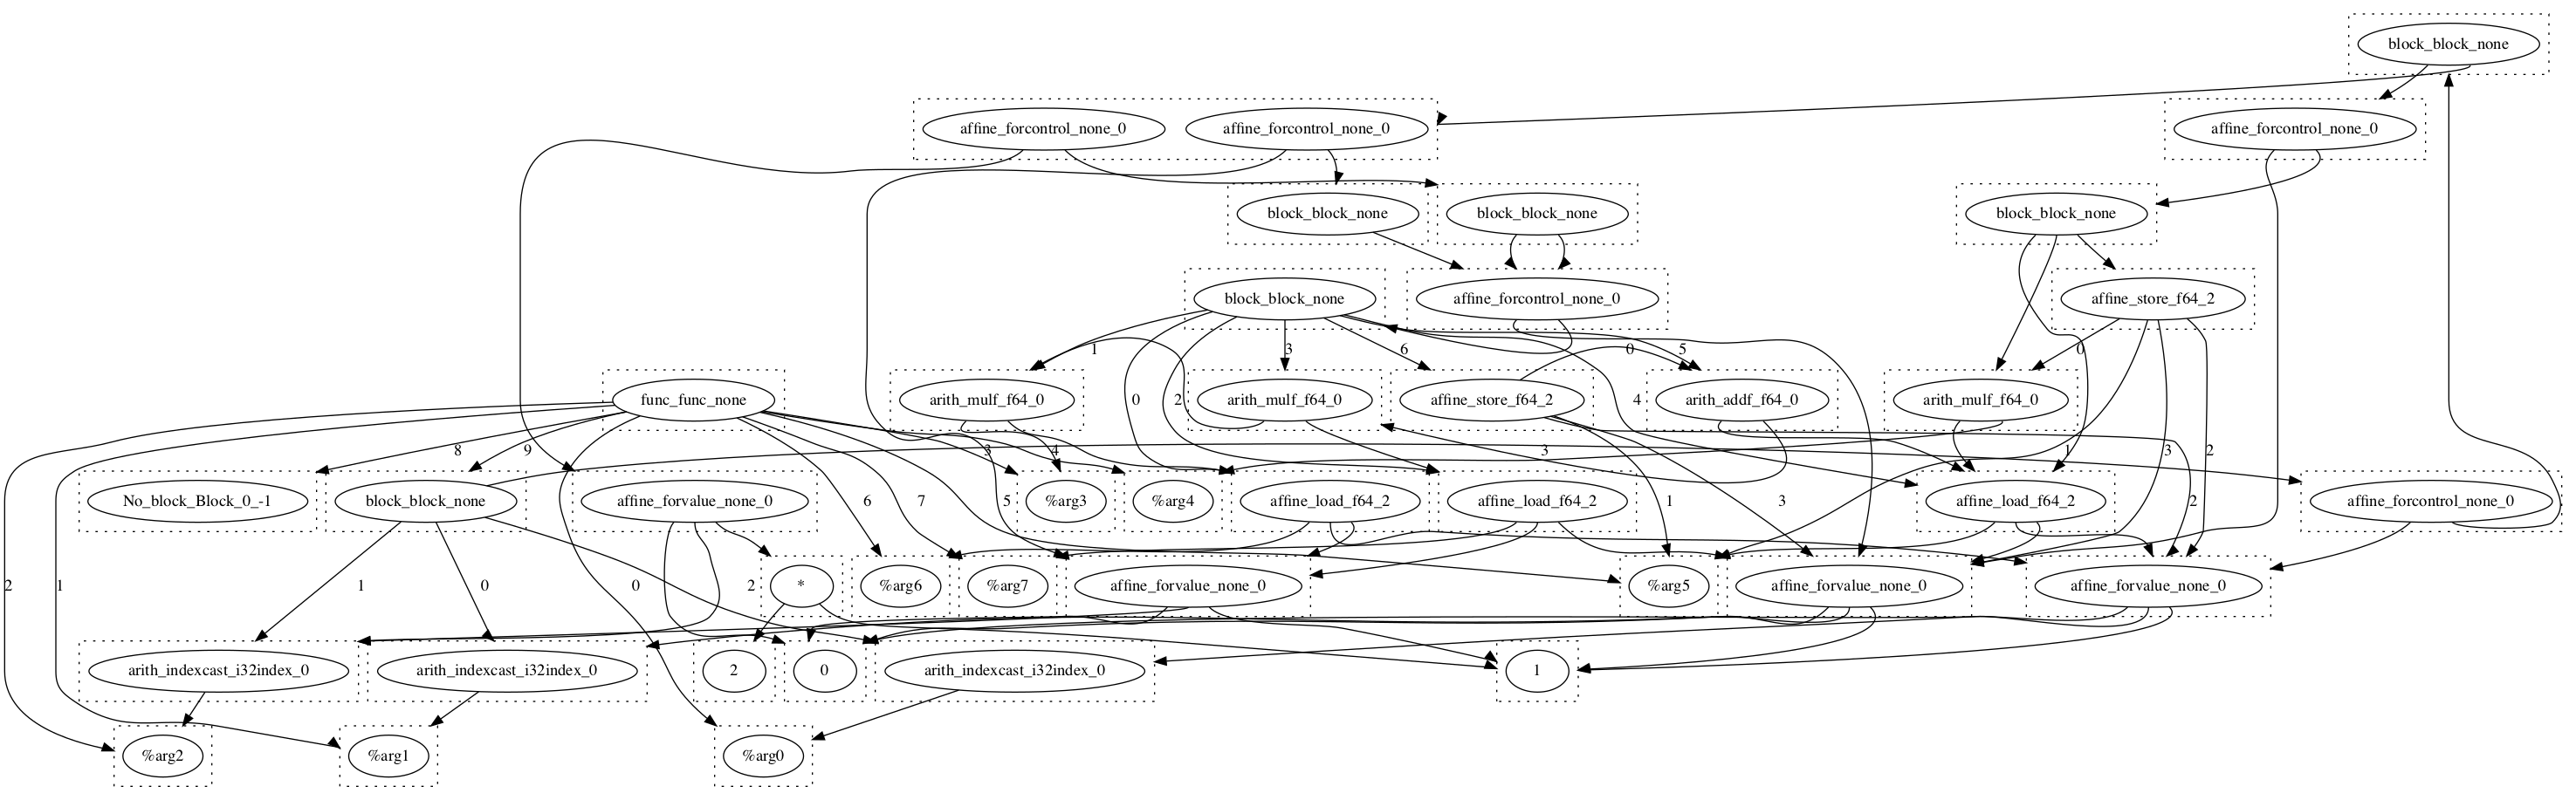 block_block_none
affine_forcontrol_none_0
affine_forcontrol_none_0
affine_forcontrol_none_0
block_block_none
block_block_none
block_block_none
block_block_none
affine_forcontrol_none_0
affine_store_f64_2
1
3
6
0
5
0
func_func_none
arith_mulf_f64_0
0
2
arith_mulf_f64_0
affine_store_f64_2
4
arith_addf_f64_0
arith_mulf_f64_0
8
9
3
4
3
1
3
2
No_block_Block_0_-1
block_block_none
affine_forvalue_none_0
6
7
5
%arg3
%arg4
affine_load_f64_2
affine_load_f64_2
1
3
affine_load_f64_2
2
affine_forcontrol_none_0
2
1
1
0
0
2
*
%arg6
%arg7
affine_forvalue_none_0
%arg5
affine_forvalue_none_0
affine_forvalue_none_0
arith_indexcast_i32index_0
arith_indexcast_i32index_0
2
0
arith_indexcast_i32index_0
1
%arg2
%arg1
%arg0